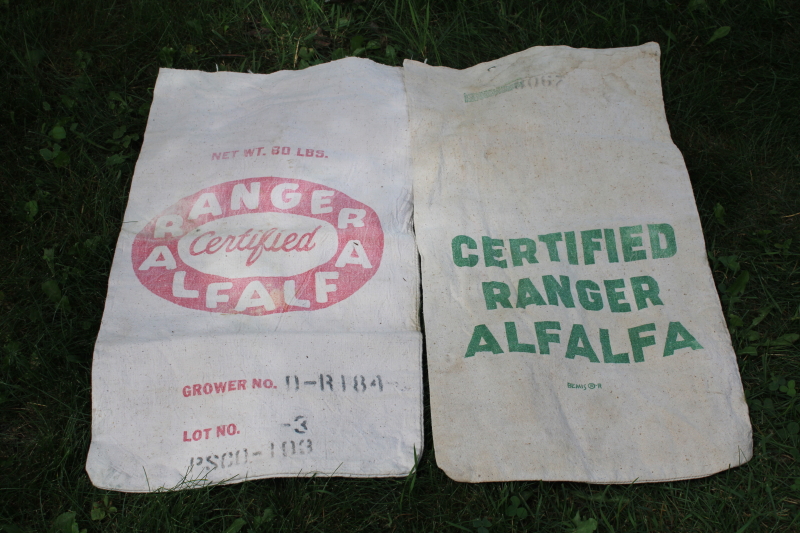 NET WT. 60 LBS.
RANGER
Certified
ALFALFA
GROWER NO. D-R184
LOT NO. -3
PSCO-103
8067
CERTIFIED
RANGER
ALFALFA
BEMIS ® R